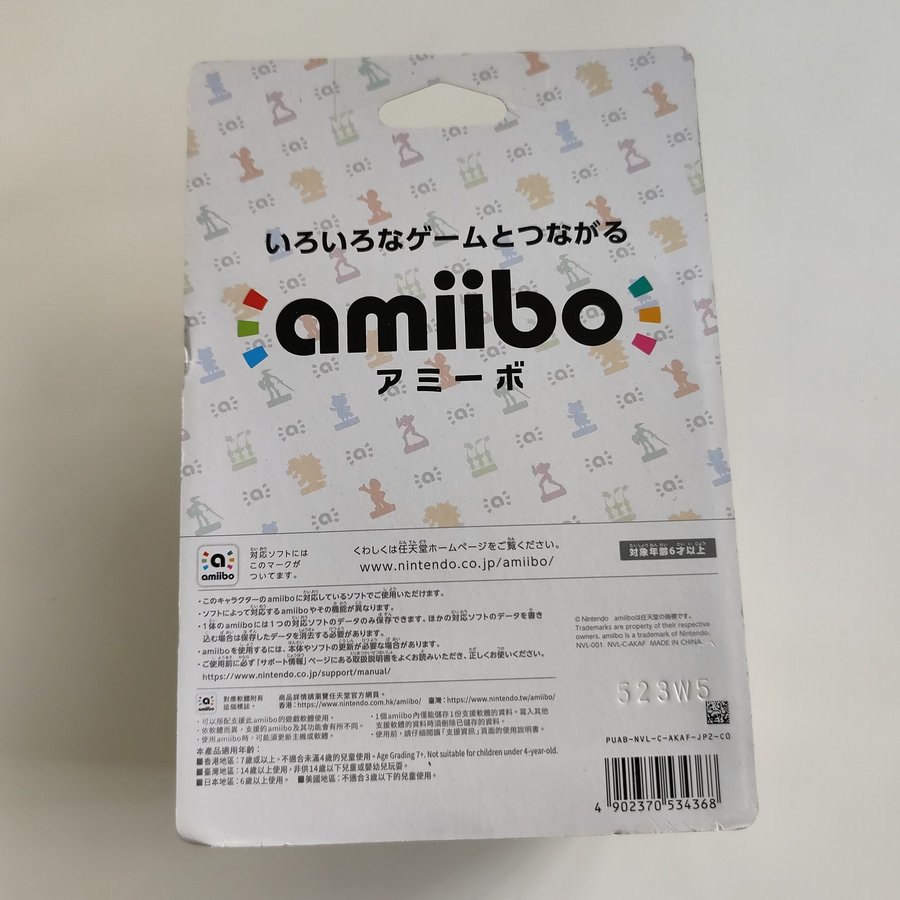 いろいろなゲームとつながる
amiibo
アミーボ
amiibo
対応ソフトには
このマークが
ついてます。
くわしくは任天堂ホームページをご覧ください。
www.nintendo.co.jp/amiibo/
対象年齢6才以上
・このキャラクターのamiiboに対応しているソフトでご使用いただけます。
・ソフトによって対応するamiiboやその機能が異なります。
・1体のamiiboには1つの対応ソフトのデータのみ保存できます。ほかの対応ソフトのデータを書き
込む場合は保存したデータを消去する必要があります。
・amiiboを使用するには、本体やソフトの更新が必要な場合があります。
・ご使用前に必ず「サポート情報」ページにある取扱説明書をよくお読みいただき、正しくお使いください。
https://www.nintendo.co.jp/support/manual/
© Nintendo amiiboは任天堂の商標です。
Trademarks are property of their respective
owners. amiibo is a trademark of Nintendo.
NVL-001 NVL-C-AKAF MADE IN CHINA
amiibo
對應軟體附有
這個標誌。
商品詳情請瀏覽任天堂官方網頁。
香港：https://www.nintendo.com.hk/amiibo/ 臺灣：https://www.nintendo.tw/amiibo/
・可以搭配支援此amiibo的遊戲軟體使用。
・依軟體而異，支援的amiibo及其功能會有所不同。
・使用amiibo時，可能須更新主機或軟體。
・1個amiibo內僅能儲存1份支援軟體的資料。寫入其他
支援軟體的資料時須刪除已儲存的資料。
・使用前，請仔細閱讀「支援資訊」頁面的使用說明書。
本產品適用年齡：
■香港地區：7歲或以上。不適合未滿4歲的兒童使用。Age Grading 7+. Not suitable for children under 4-year-old.
■臺灣地區：14歲以上使用，非供14歲以下兒童或嬰幼兒玩耍。
■日本地區：6歲以上使用。 ■美國地區：不適合3歲以下的兒童使用。
523W5
PUAB-NVL-C-AKAF-JP2-C0
4 902370 534368